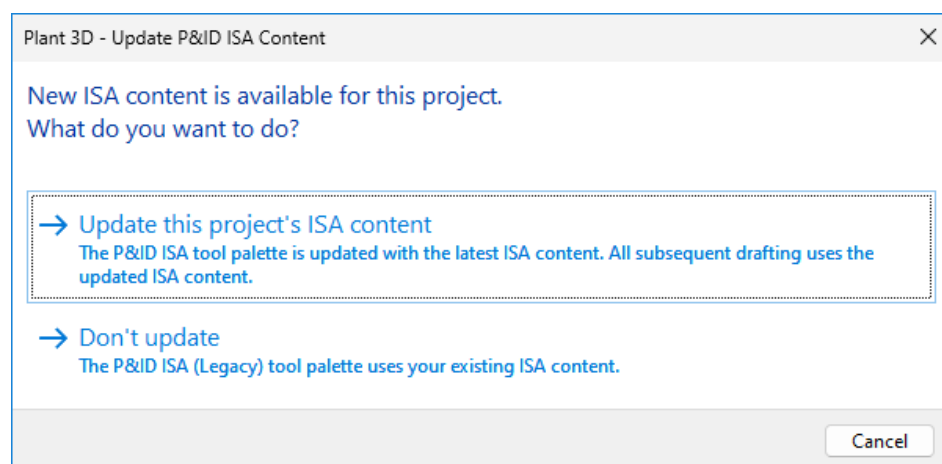 Plant 3D - Update P&ID ISA Content
New ISA content is available for this project.
What do you want to do?
Update this project's ISA content
The P&ID ISA tool palette is updated with the latest ISA content. All subsequent drafting uses the
updated ISA content.
Don't update
The P&ID ISA (Legacy) tool palette uses your existing ISA content.
Cancel